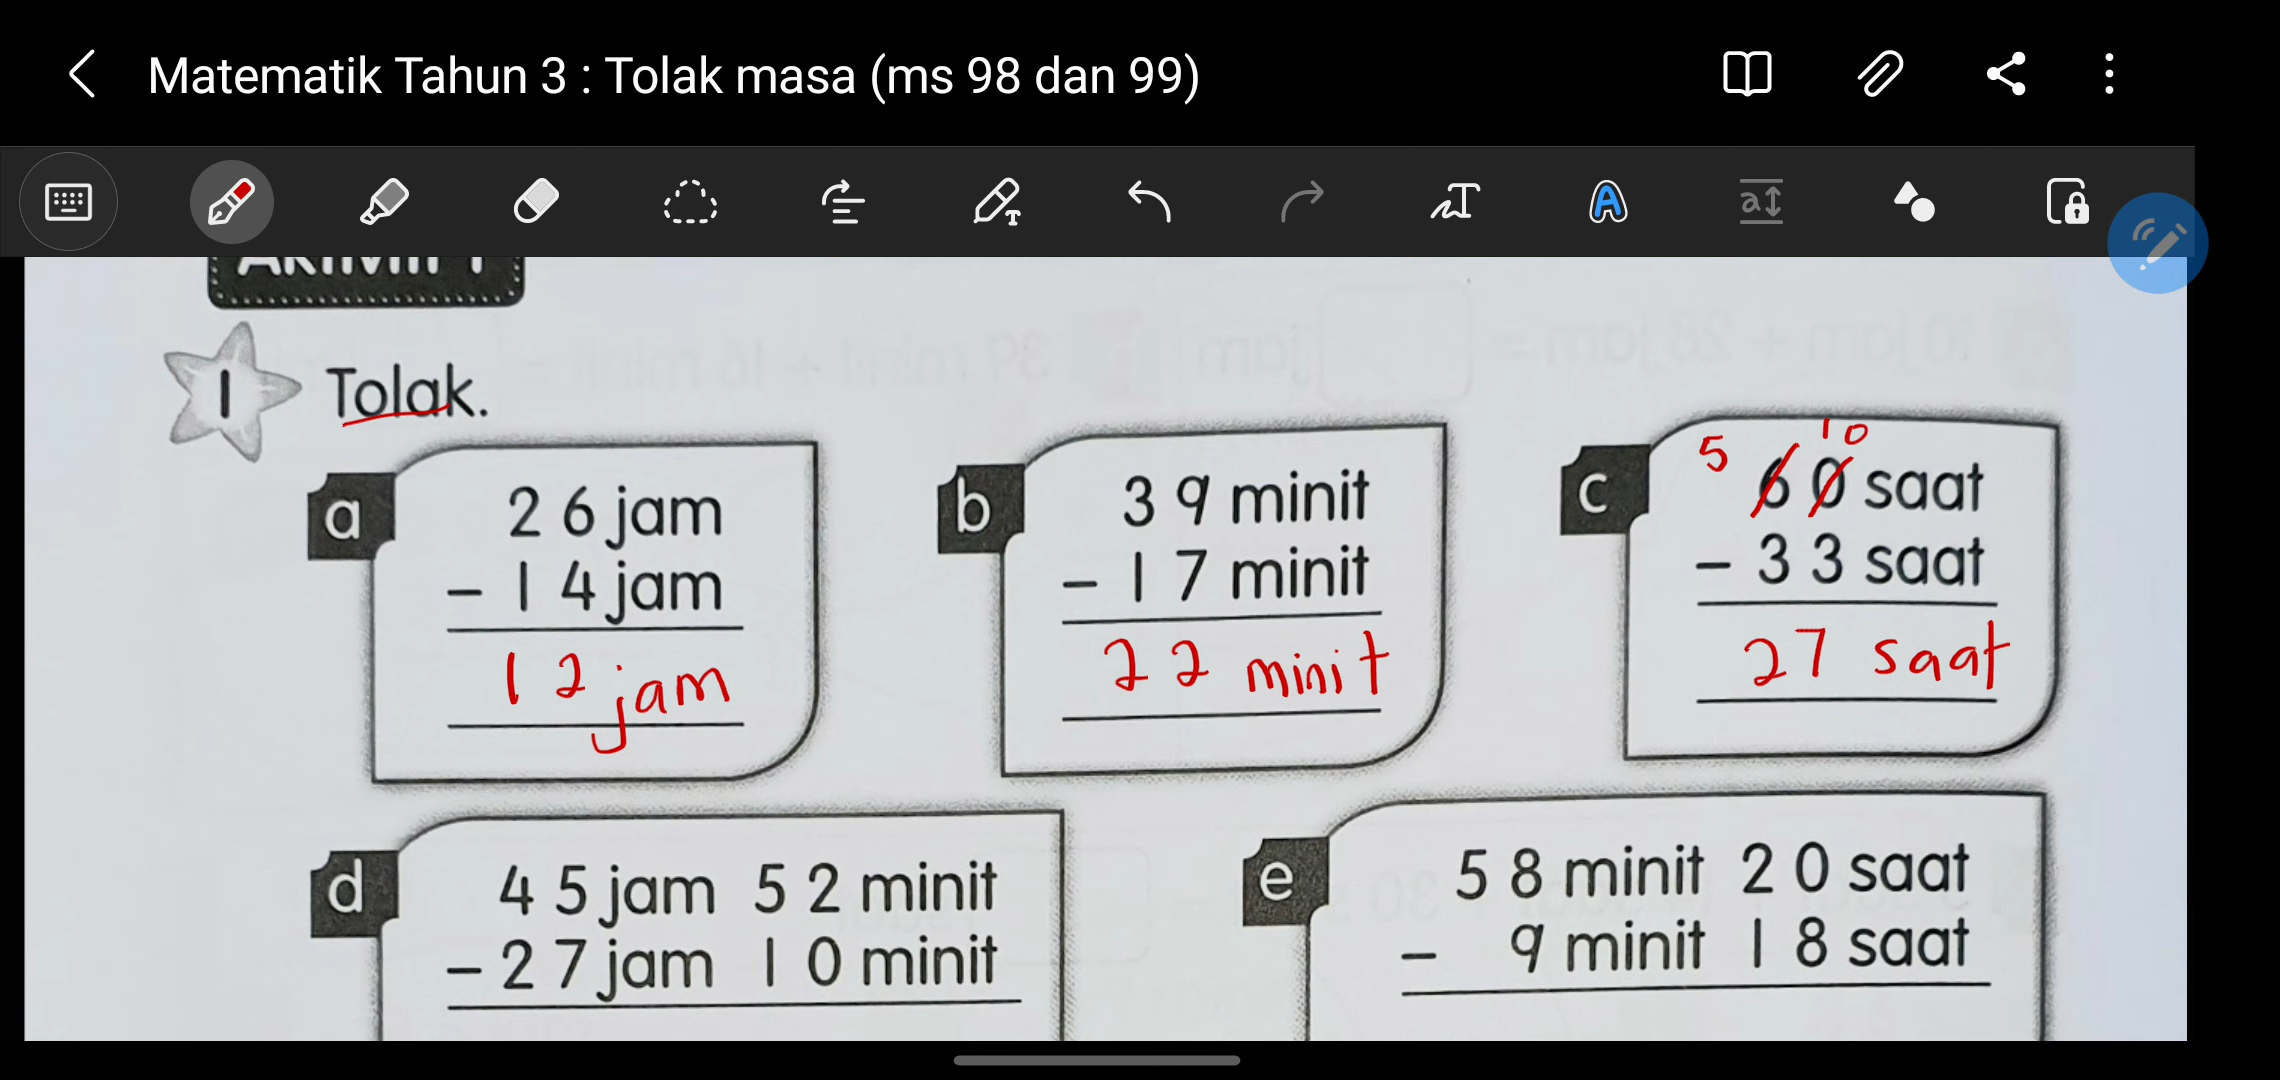 Matematik Tahun 3 : Tolak masa (ms 98 dan 99)
1 Tolak.
a
2 6 jam
- 1 4 jam
1 2 jam
b
3 9 minit
- 1 7 minit
2 2 minit
c
5 10
6 0 saat
- 3 3 saat
27 saat
d
4 5 jam 5 2 minit
- 2 7 jam 1 0 minit
e
5 8 minit 2 0 saat
- 9 minit 1 8 saat